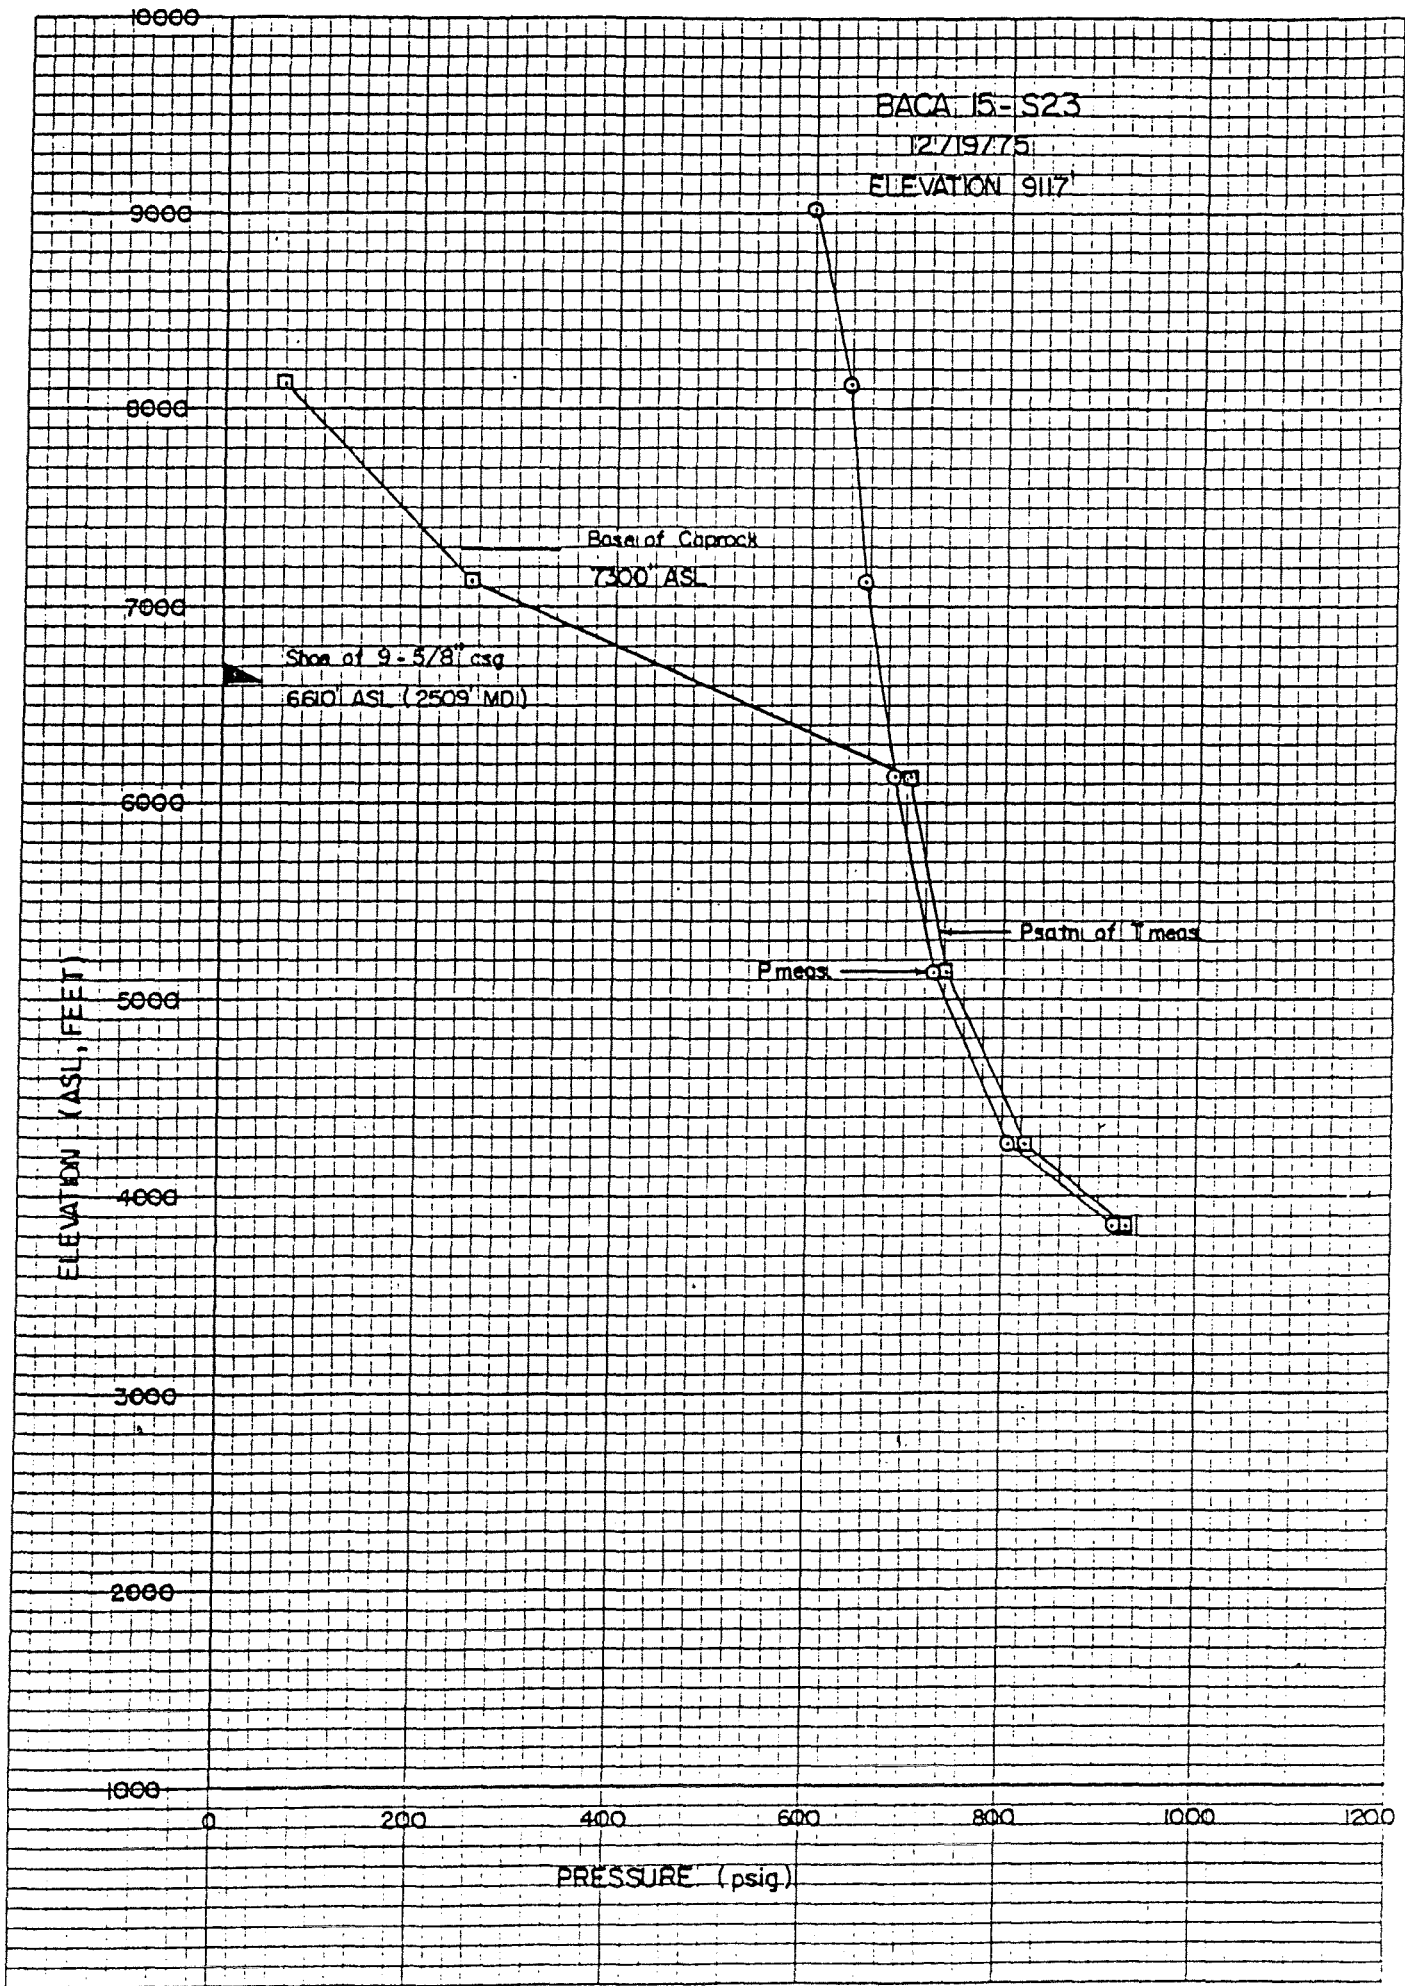 10000
BACA 15-S23
12/19/75
ELEVATION 9117'
9000
8000
Base of Caprock
7300' ASL
7000
Shoe of 9-5/8" csg
6610' ASL (2509' MD)
6000
Psatn of T meas.
P meas.
5000
ELEVATION (ASL, FEET)
4000
3000
2000
1000
0 200 400 600 800 1000 1200
PRESSURE (psig)